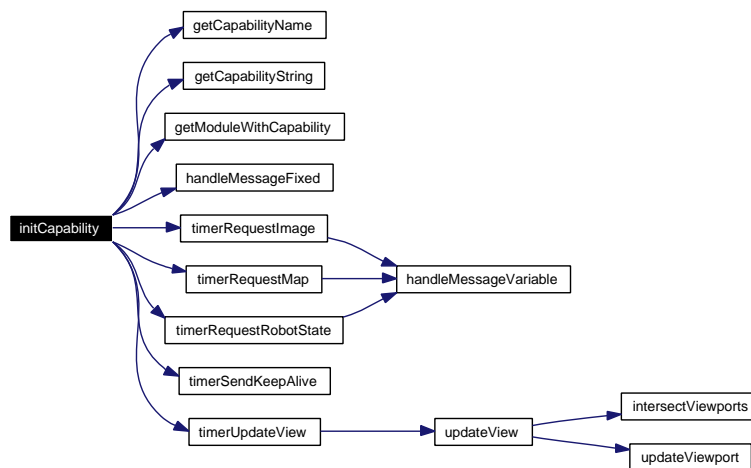 getCapabilityName
getCapabilityString
getModuleWithCapability
handleMessageFixed
initCapability
timerRequestImage
timerRequestMap
handleMessageVariable
timerRequestRobotState
timerSendKeepAlive
timerUpdateView
updateView
intersectViewports
updateViewport